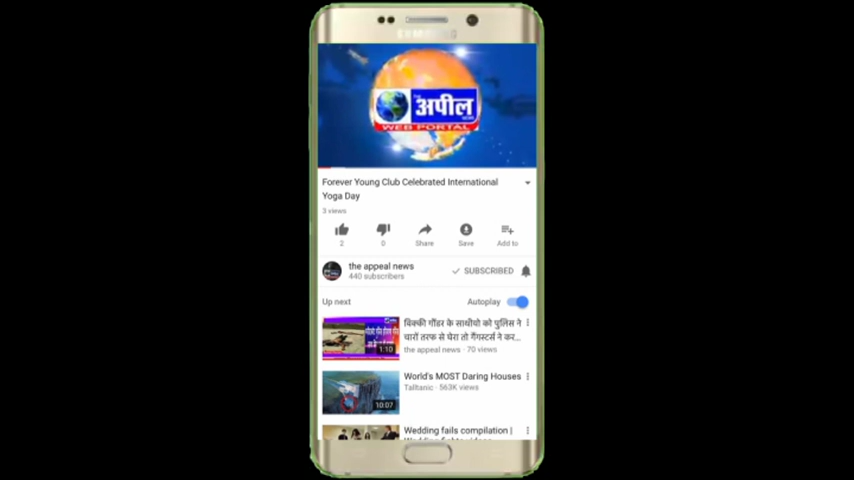 SAMSUNG
अपील
WEB PORTAL
Forever Young Club Celebrated International
Yoga Day
3 views
2
0
Share
Save
Add to
the appeal news
440 subscribers
SUBSCRIBED
Up next
Autoplay
विक्की गौंडर के साथीयो को पुलिस ने
चारों तरफ से घेरा तो गैंगस्टर्स ने कर...
the appeal news · 70 views
1:10
World's MOST Daring Houses
Talltanic · 563K views
10:07
Wedding fails compilation |